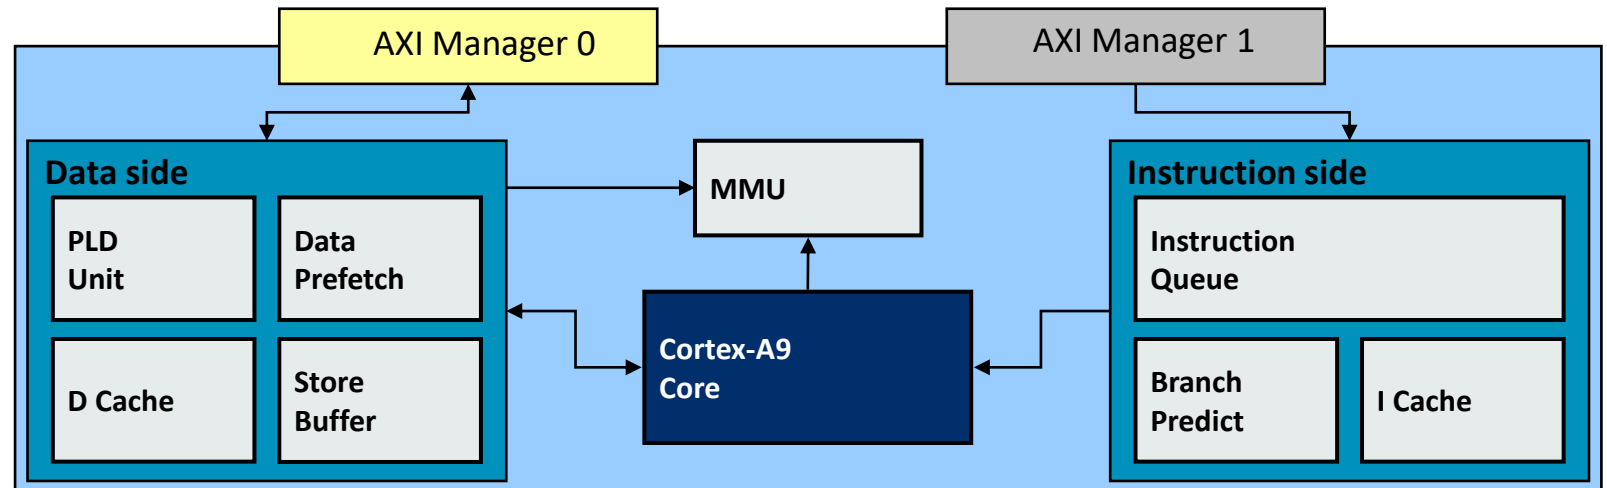 AXI Manager 0
AXI Manager 1
Data side
PLD
Unit
Data
Prefetch
D Cache
Store
Buffer
MMU
Cortex-A9
Core
Instruction side
Instruction
Queue
Branch
Predict
I Cache